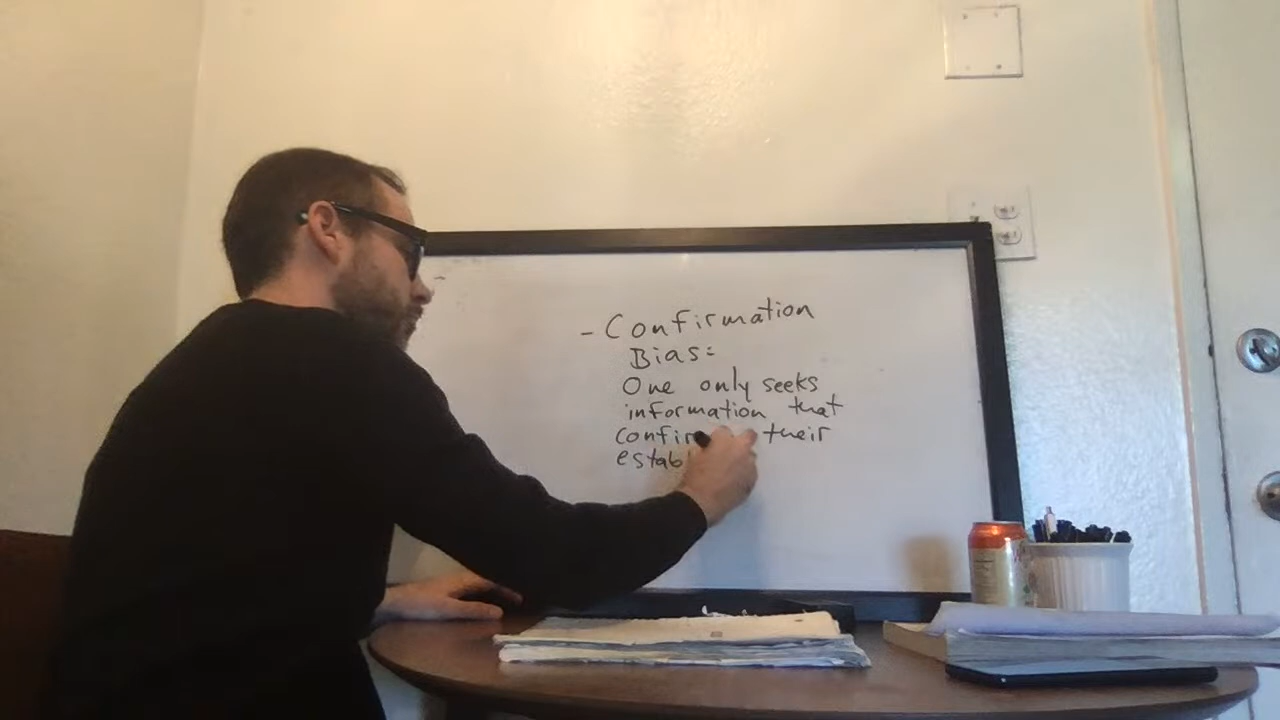 - Confirmation
Bias:
One only seeks
information that
their